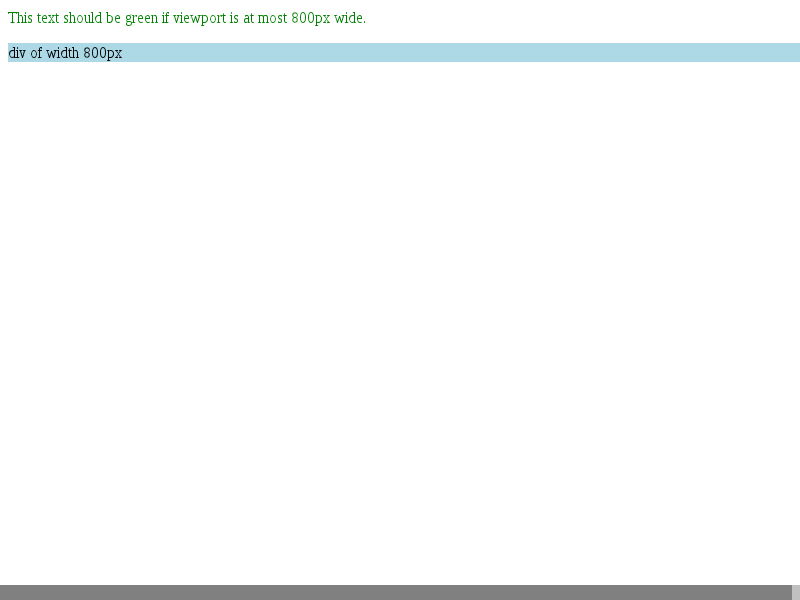 This text should be green if viewport is at most 800px wide.
div of width 800px